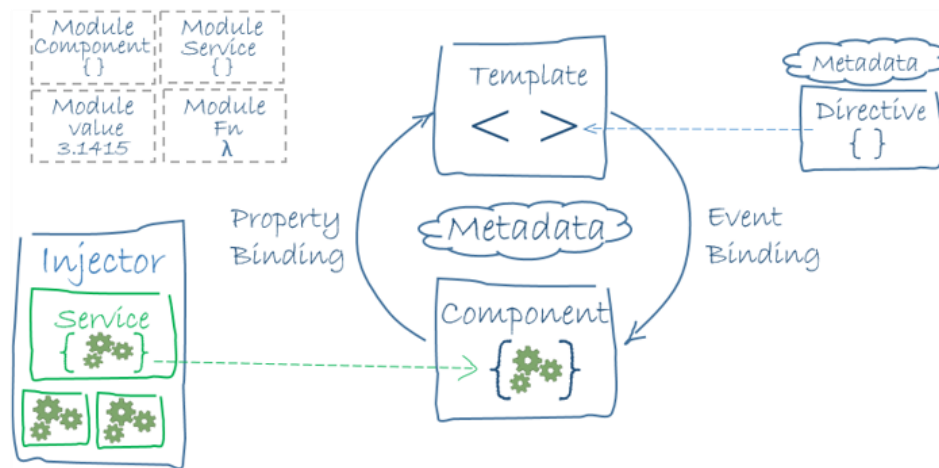 Module
Component
{ }
Module
Service
{ }
Module
value
3.1415
Module
Fn
λ
Template
< >
Metadata
Directive
{ }
Property
Binding
Metadata
Event
Binding
Injector
Service
{ }
Component
{ }